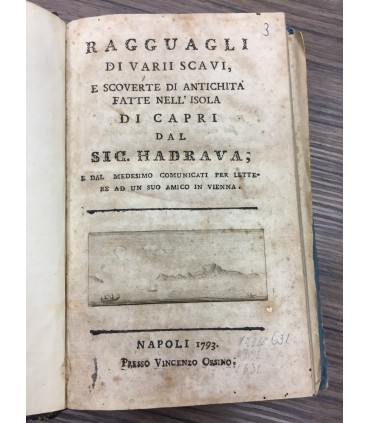 3
RAGGUAGLI
DI VARII SCAVI,
E SCOVERTE DI ANTICHITA
FATTE NELL'ISOLA
DI CAPRI
DAL
SIG. HADRAVA;
E DAL MEDESIMO COMUNICATI PER LETTE-
RE AD UN SUO AMICO IN VIENNA.
NAPOLI 1793.
PRESSO VINCENZO ORSINO.